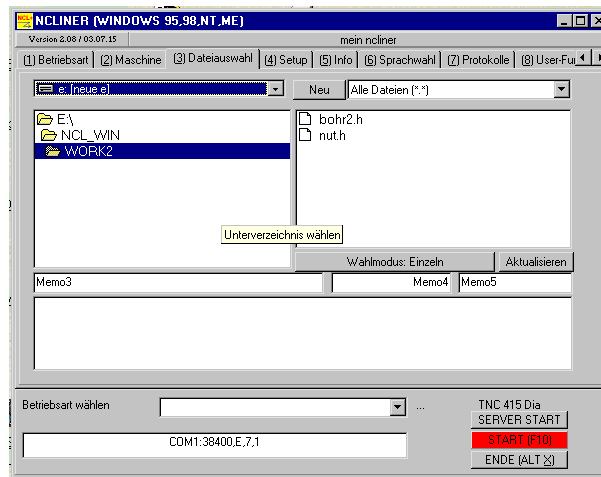 NCLINER (WINDOWS 95,98,NT,ME)
Version 2.08 / 03.07.15 mein ncliner
(1) Betriebsart (2) Maschine (3) Dateiauswahl (4) Setup (5) Info (6) Sprachwahl (7) Protokolle (8) User-Fu
e: [neue e] Neu Alle Dateien (*.*)
E:\ bohr2.h
NCL_WIN nut.h
WORK2
Unterverzeichnis wählen
Wahlmodus: Einzeln Aktualisieren
Memo3 Memo4 Memo5
Betriebsart wählen ... TNC 415 Dia
SERVER START
COM1:38400,E,7,1 START (F10)
ENDE (ALT X)